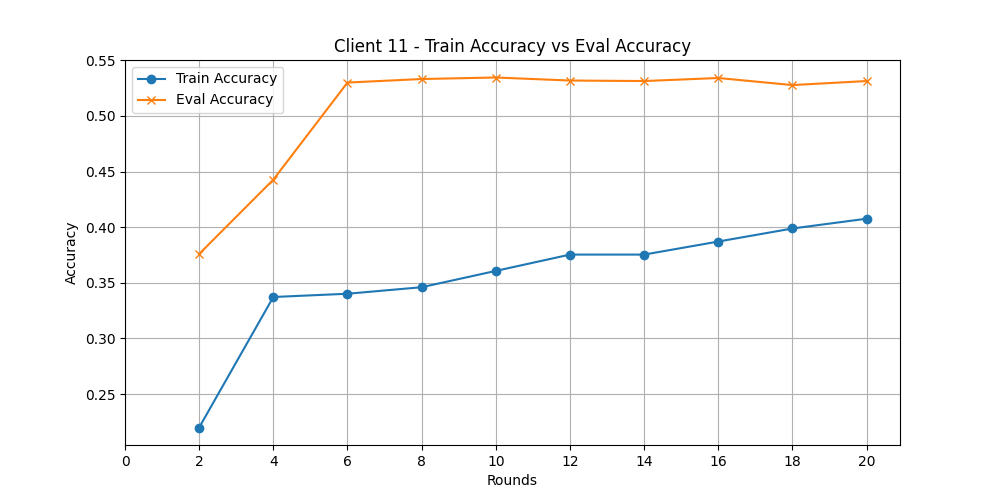 Client 11 - Train Accuracy vs Eval Accuracy
Train Accuracy
Eval Accuracy
Accuracy
0.55
0.50
0.45
0.40
0.35
0.30
0.25
0 2 4 6 8 10 12 14 16 18 20
Rounds